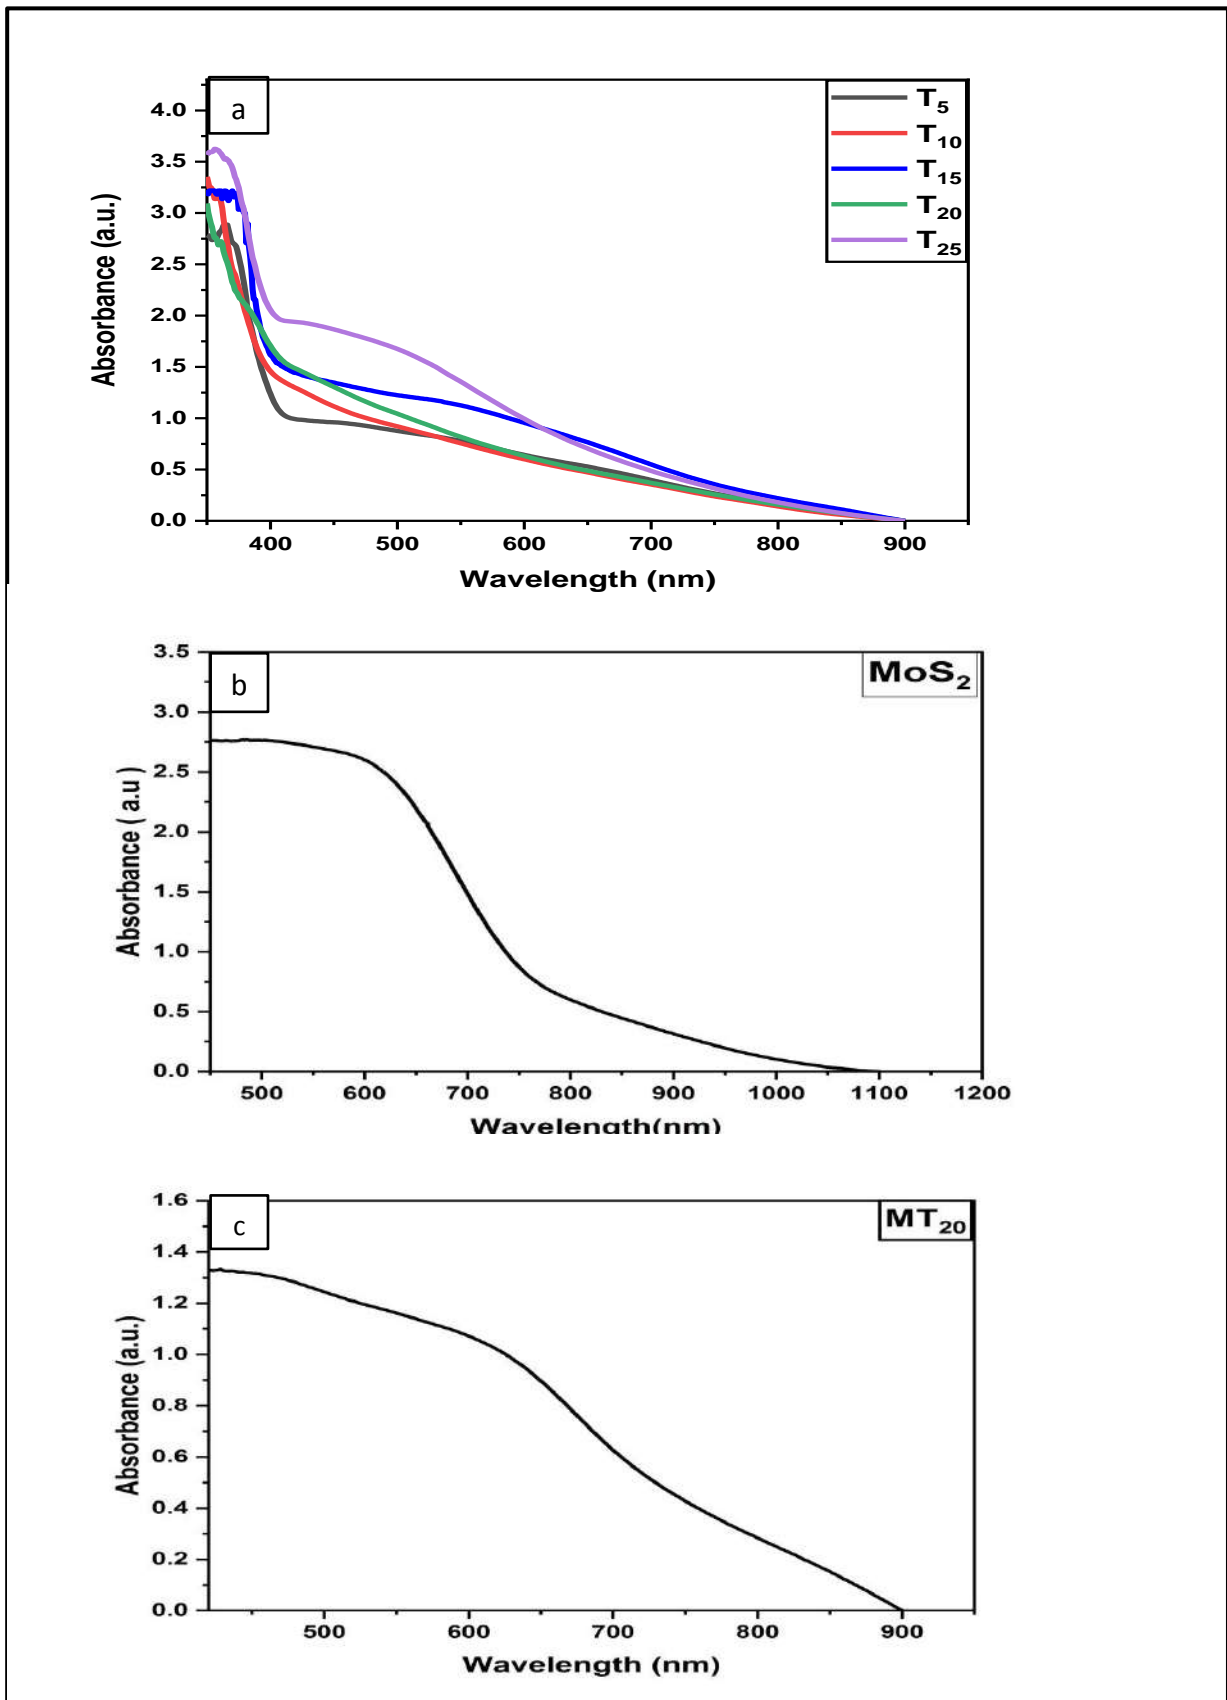 a
T₅
T₁₀
T₁₅
T₂₀
T₂₅
4.0
3.5
3.0
2.5
2.0
1.5
1.0
0.5
0.0
Absorbance (a.u.)
400 500 600 700 800 900
Wavelength (nm)
b
MoS₂
3.5
3.0
2.5
2.0
1.5
1.0
0.5
0.0
Absorbance ( a.u )
500 600 700 800 900 1000 1100 1200
Wavelength(nm)
c
MT₂₀
1.6
1.4
1.2
1.0
0.8
0.6
0.4
0.2
0.0
Absorbance (a.u.)
500 600 700 800 900
Wavelength (nm)